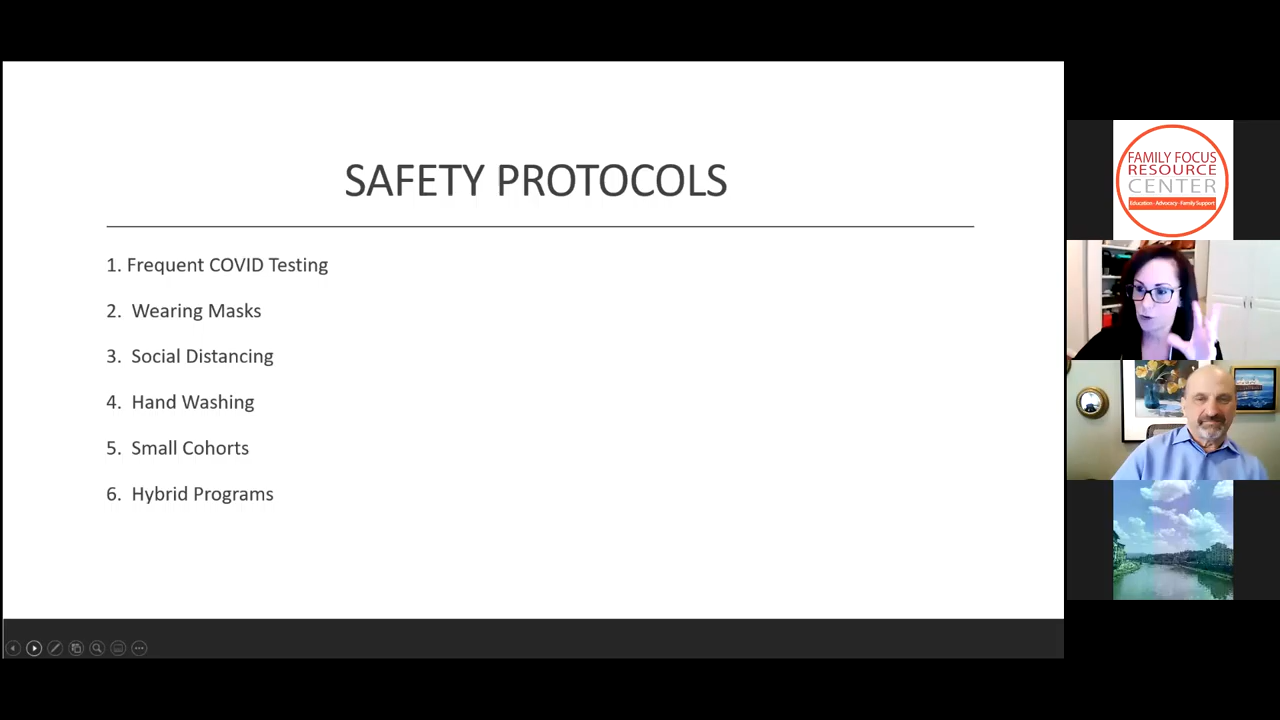 SAFETY PROTOCOLS
1. Frequent COVID Testing
2. Wearing Masks
3. Social Distancing
4. Hand Washing
5. Small Cohorts
6. Hybrid Programs
FAMILY FOCUS
RESOURCE
CENTER
Education - Advocacy - Family Support